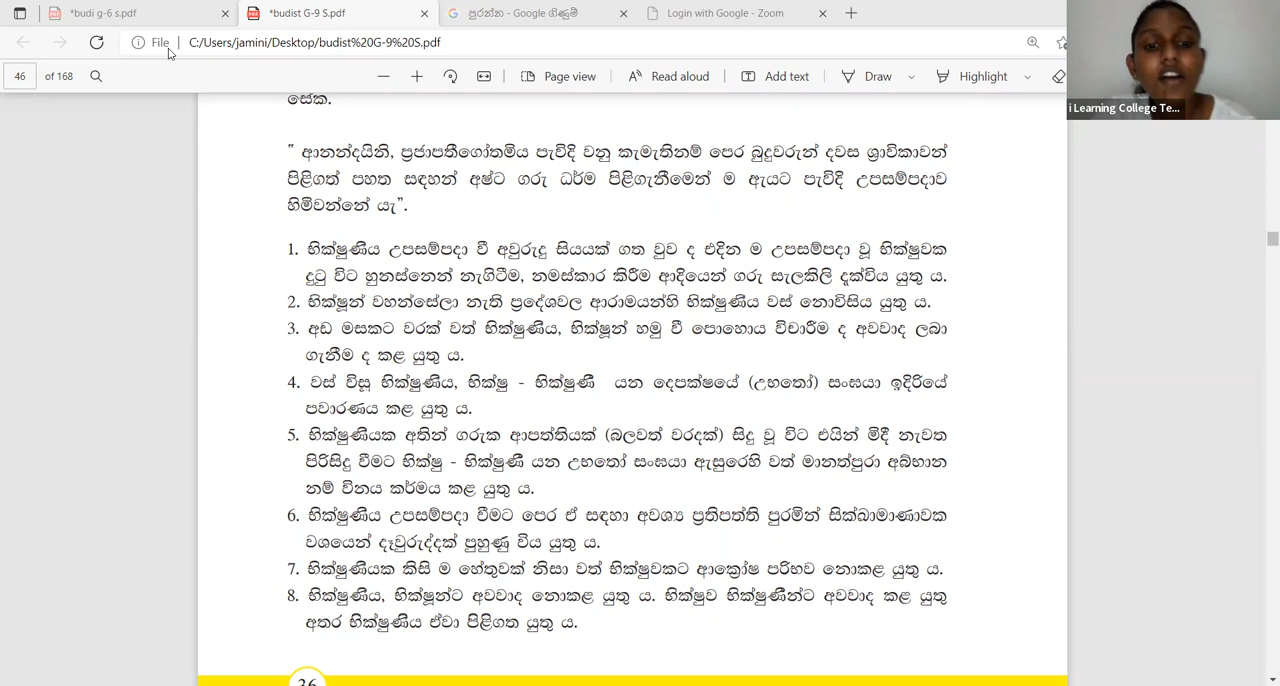 *budi g-6 s.pdf
*budist G-9 S.pdf
පුරන්න - Google ගිණුම්
Login with Google - Zoom
File
C:/Users/jamini/Desktop/budist%20G-9%20S.pdf
46 of 168
Page view
Read aloud
Add text
Draw
Highlight
i Learning College Te...
සේක.
“ ආනන්දයිනි, ප්‍රජාපතීගෝතමිය පැවිදි වනු කැමැතිනම් පෙර බුදුවරුන් දවස ශ්‍රාවිකාවන්
පිළිගත් පහත සඳහන් අෂ්ට ගරු ධර්ම පිළිගැනීමෙන් ම ඇයට පැවිදි උපසම්පදාව
හිමිවන්නේ යැ”.
1. භික්ෂුණිය උපසම්පදා වී අවුරුදු සියයක් ගත වුව ද එදින ම උපසම්පදා වූ භික්ෂුවක
දුටු විට හුනස්නෙන් නැගිටීම, නමස්කාර කිරීම ආදියෙන් ගරු සැලකිලි දැක්විය යුතු ය.
2. භික්ෂූන් වහන්සේලා නැති ප්‍රදේශවල ආරාමයන්හි භික්ෂුණිය වස් නොවිසිය යුතු ය.
3. අඩ මසකට වරක් වත් භික්ෂුණිය, භික්ෂූන් හමු වී පොහොය විචාරීම ද අවවාද ලබා
ගැනීම ද කළ යුතු ය.
4. වස් විසූ භික්ෂුණිය, භික්ෂු - භික්ෂුණී යන දෙපක්ෂයේ (උභතෝ) සංඝයා ඉදිරියේ
පවාරණය කළ යුතු ය.
5. භික්ෂුණියක අතින් ගරුක ආපත්තියක් (බලවත් වරදක්) සිදු වූ විට එයින් මිදී නැවත
පිරිසිදු වීමට භික්ෂු - භික්ෂුණී යන උභතෝ සංඝයා ඇසුරෙහි වත් මානත්පුරා අබ්භාන
නම් විනය කර්මය කළ යුතු ය.
6. භික්ෂුණිය උපසම්පදා වීමට පෙර ඒ සඳහා අවශ්‍ය ප්‍රතිපත්ති පුරමින් සික්ඛාමාණාවක
වශයෙන් දෑවුරුද්දක් පුහුණු විය යුතු ය.
7. භික්ෂුණියක කිසි ම හේතුවක් නිසා වත් භික්ෂුවකට ආක්‍රෝෂ පරිභව නොකළ යුතු ය.
8. භික්ෂුණිය, භික්ෂූන්ට අවවාද නොකළ යුතු ය. භික්ෂුව භික්ෂුණීන්ට අවවාද කළ යුතු
අතර භික්ෂුණිය ඒවා පිළිගත යුතු ය.
36